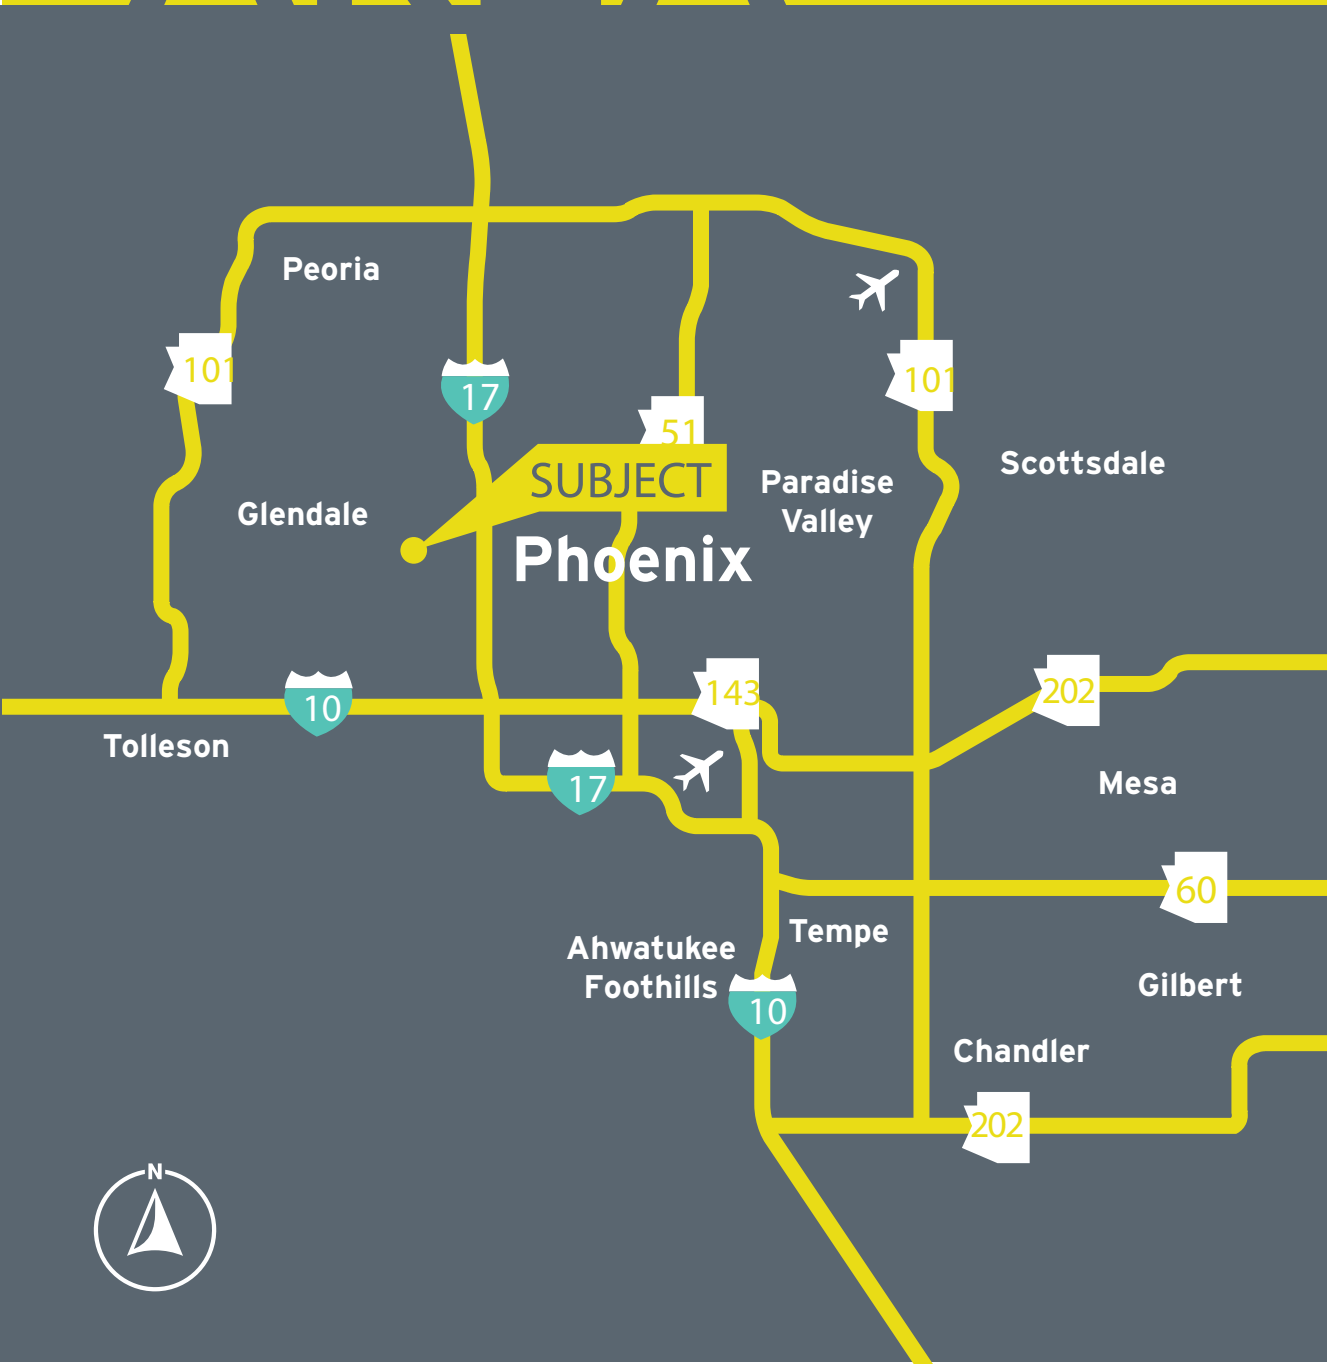 Peoria
101
17
101
51
Scottsdale
SUBJECT
Paradise
Valley
Glendale
Phoenix
143
202
10
Tolleson
17
Mesa
60
Tempe
Ahwatukee
Foothills
Gilbert
10
Chandler
202
N